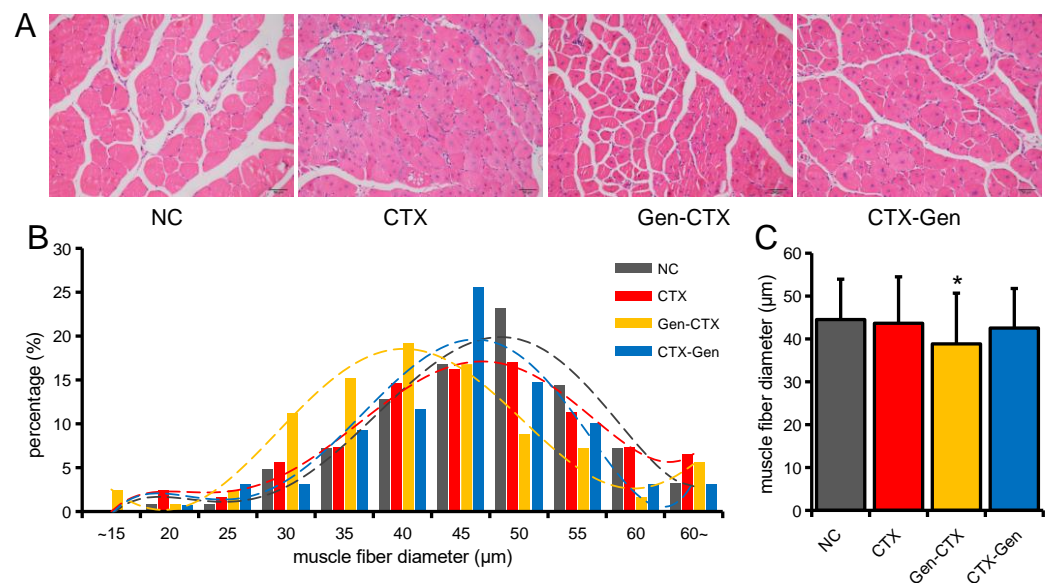 A
NC
CTX
Gen-CTX
CTX-Gen
B
30
25
20
15
10
5
0
percentage (%)
~15
20
25
30
35
40
45
50
55
60
60~
muscle fiber diameter (μm)
NC
CTX
Gen-CTX
CTX-Gen
C
60
50
40
30
20
10
0
muscle fiber diameter (μm)
*
NC
CTX
Gen-CTX
CTX-Gen